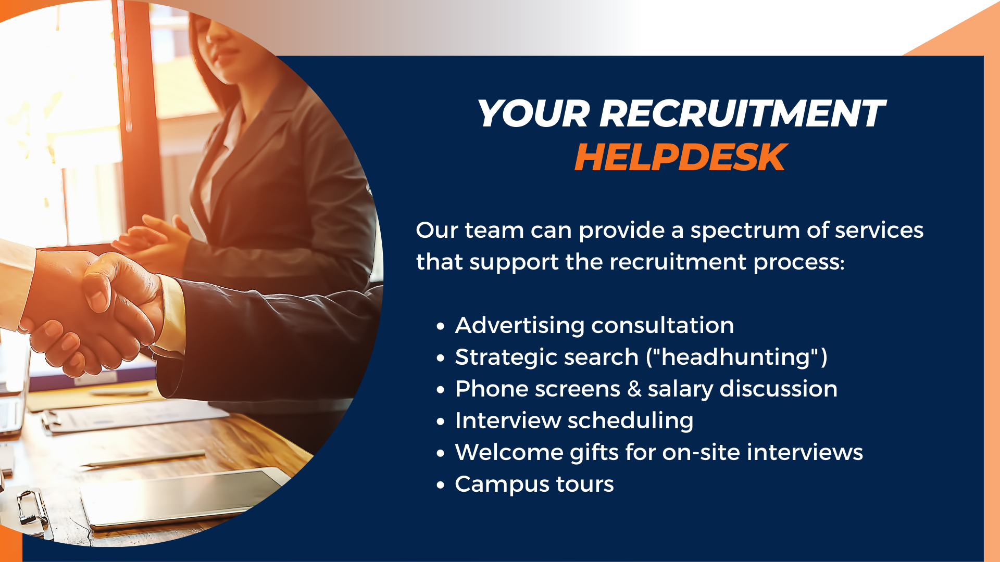 YOUR RECRUITMENT
HELPDESK
Our team can provide a spectrum of services
that support the recruitment process:
• Advertising consultation
• Strategic search ("headhunting")
• Phone screens & salary discussion
• Interview scheduling
• Welcome gifts for on-site interviews
• Campus tours